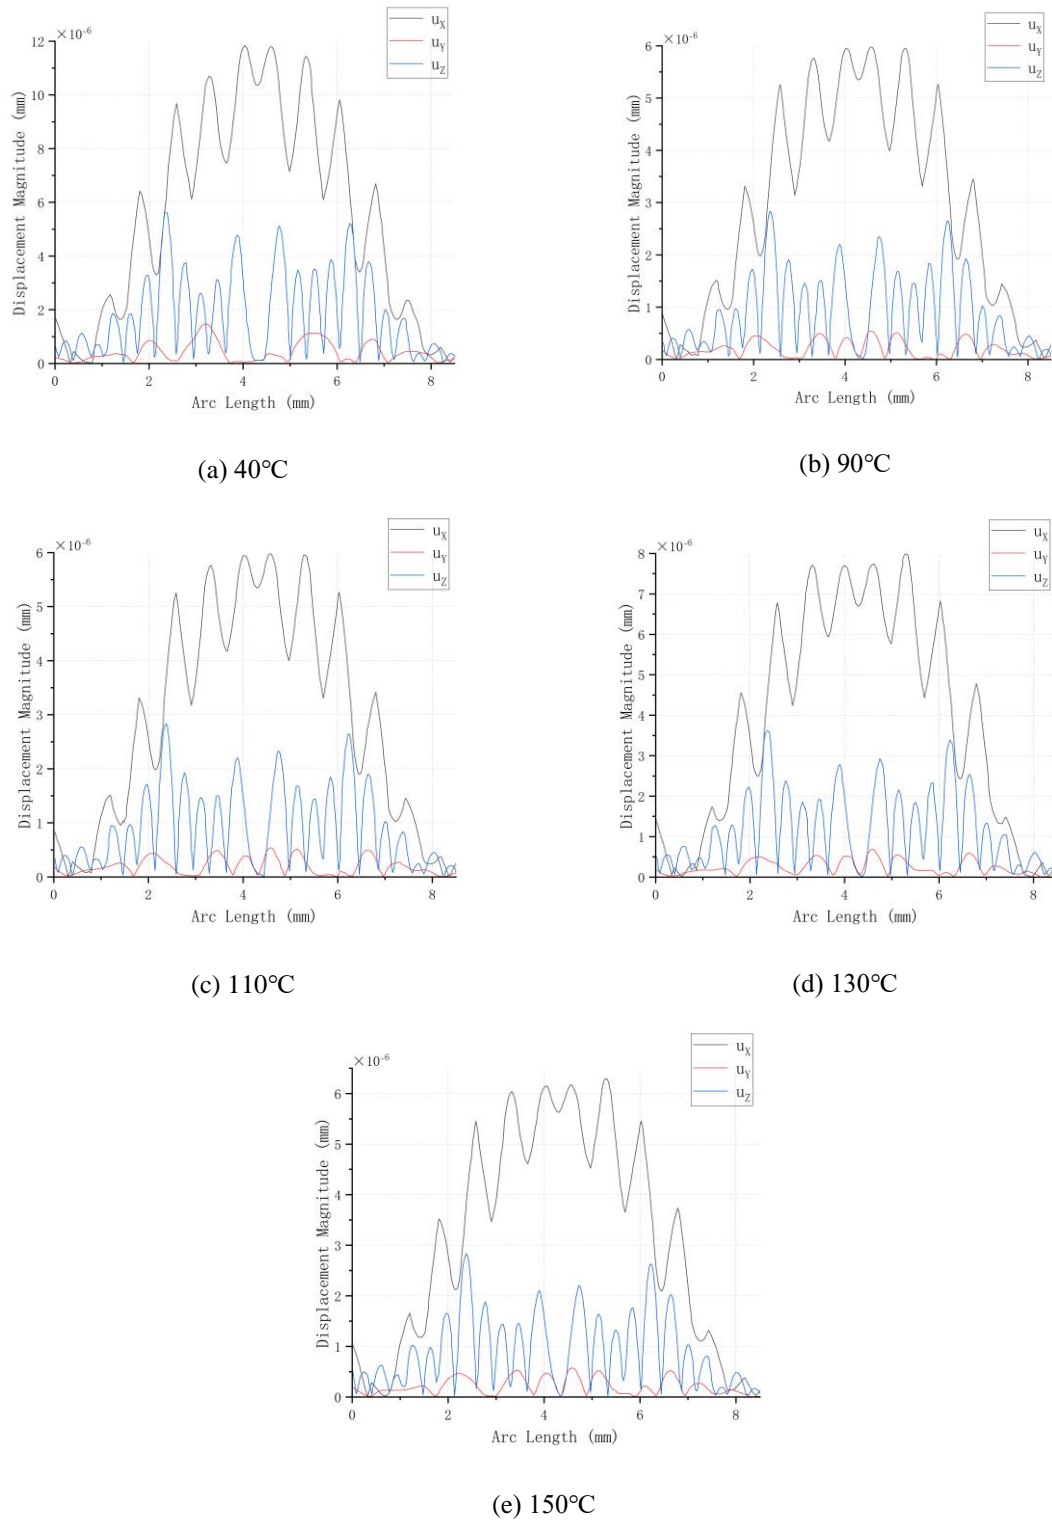 ×10⁻⁶
u_X
u_Y
u_Z
12
10
8
6
4
2
0
Displacement Magnitude (mm)
0 2 4 6 8
Arc Length (mm)
(a) 40℃
×10⁻⁶
u_X
u_Y
u_Z
6
5
4
3
2
1
0
Displacement Magnitude (mm)
0 2 4 6 8
Arc Length (mm)
(b) 90℃
×10⁻⁶
u_X
u_Y
u_Z
6
5
4
3
2
1
0
Displacement Magnitude (mm)
0 2 4 6 8
Arc Length (mm)
(c) 110℃
×10⁻⁶
u_X
u_Y
u_Z
8
7
6
5
4
3
2
1
0
Displacement Magnitude (mm)
0 2 4 6 8
Arc Length (mm)
(d) 130℃
×10⁻⁶
u_X
u_Y
u_Z
6
5
4
3
2
1
0
Displacement Magnitude (mm)
0 2 4 6 8
Arc Length (mm)
(e) 150℃